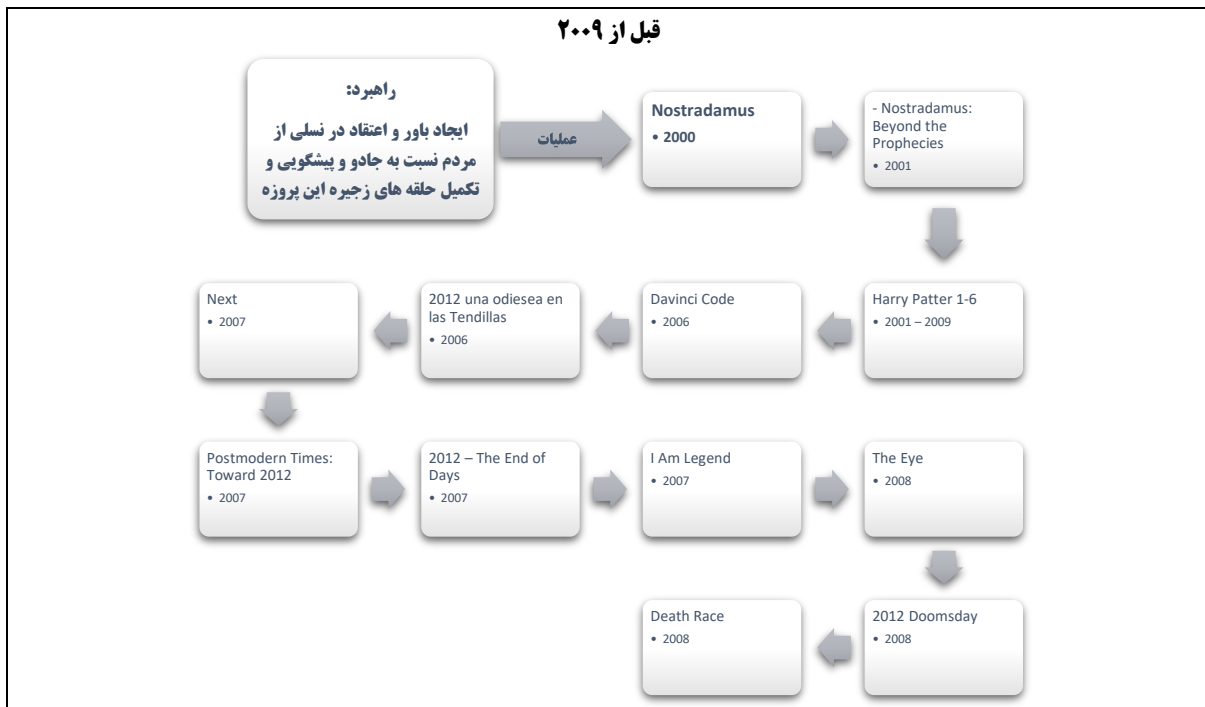 قبل از ۲۰۰۹
راهبرد:
ایجاد باور و اعتقاد در نسلی از
مردم نسبت به جادو و پیشگویی و
تکمیل حلقه های زجیره این پروژه
عملیات
Nostradamus
• 2000
- Nostradamus:
Beyond the
Prophecies
• 2001
Harry Patter 1-6
• 2001 – 2009
Davinci Code
• 2006
2012 una odiesea en
las Tendillas
• 2006
Next
• 2007
Postmodern Times:
Toward 2012
• 2007
2012 – The End of
Days
• 2007
I Am Legend
• 2007
The Eye
• 2008
2012 Doomsday
• 2008
Death Race
• 2008